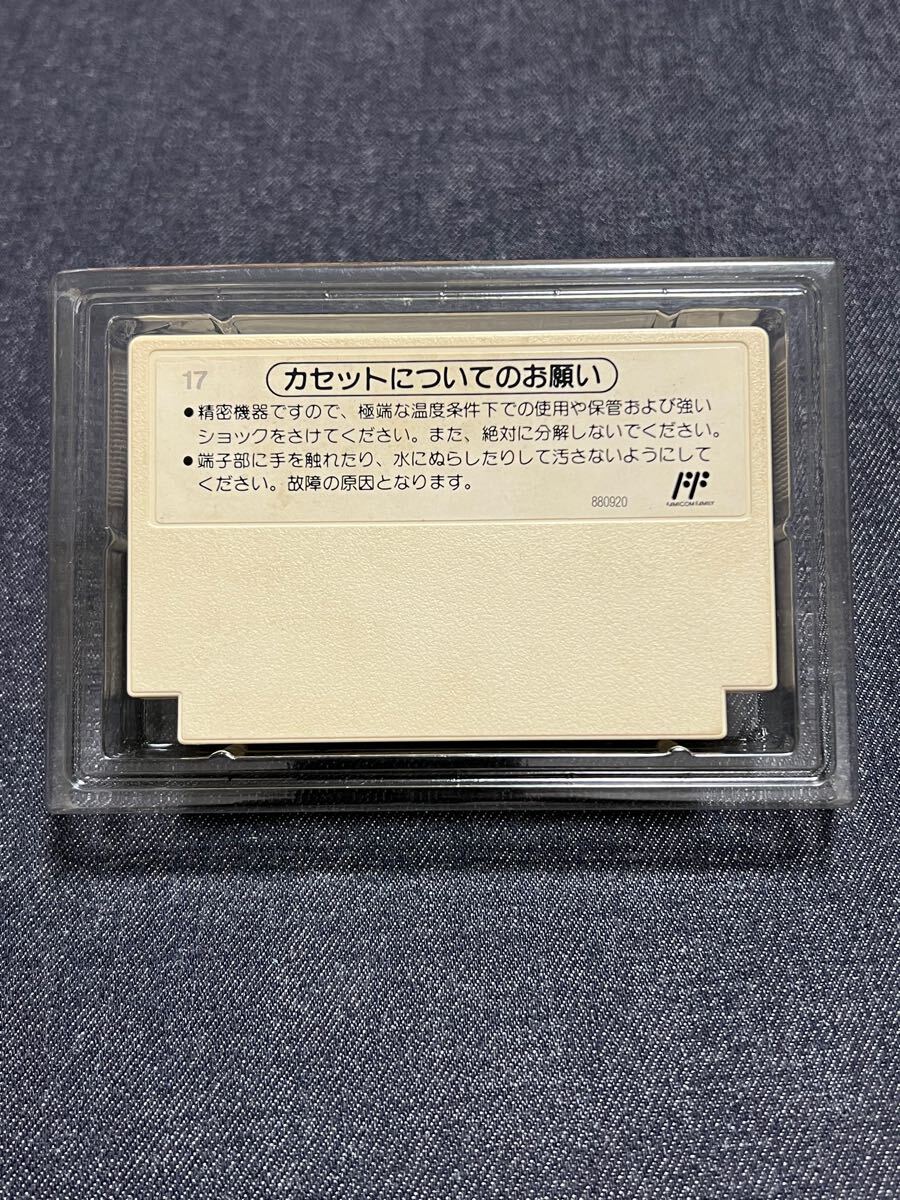 17
カセットについてのお願い
●精密機器ですので、極端な温度条件下での使用や保管および強い
ショックをさけてください。また、絶対に分解しないでください。
●端子部に手を触れたり、水にぬらしたりして汚さないようにして
ください。故障の原因となります。
880920
FAMICOM FAMILY